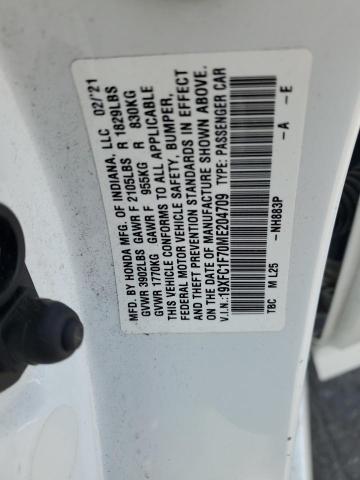 MFD. BY HONDA MFG. OF INDIANA, LLC 02/'21
GVWR 3902LBS GAWR F 2105LBS R 1829LBS
GVWR 1770KG GAWR F 955KG R 830KG
THIS VEHICLE CONFORMS TO ALL APPLICABLE
FEDERAL MOTOR VEHICLE SAFETY, BUMPER,
AND THEFT PREVENTION STANDARDS IN EFFECT
ON THE DATE OF MANUFACTURE SHOWN ABOVE.
V.I.N.:19XFC1F70ME204709 TYPE: PASSENGER CAR
-NH883P -A -E
TBC M L25